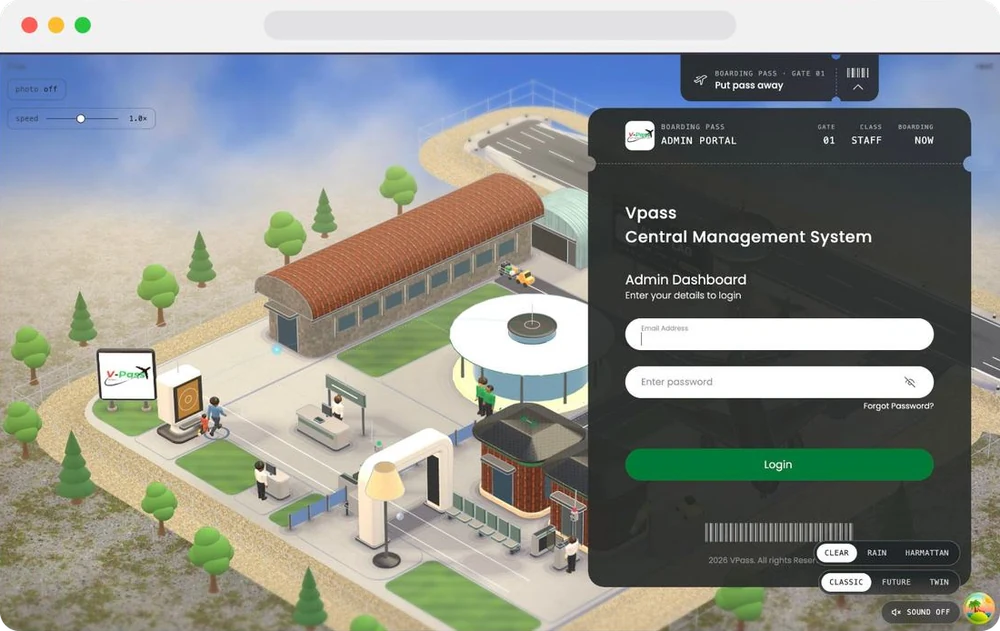 photo off
speed
1.0×
BOARDING PASS · GATE 01
Put pass away
V-Pass
BOARDING PASS
ADMIN PORTAL
GATE
01
CLASS
STAFF
BOARDING
NOW
Vpass
Central Management System
Admin Dashboard
Enter your details to login
Email Address
Enter password
Forgot Password?
Login
V-Pass
2026 VPass. All rights
CLEAR
RAIN
HARMATTAN
CLASSIC
FUTURE
TWIN
SOUND OFF